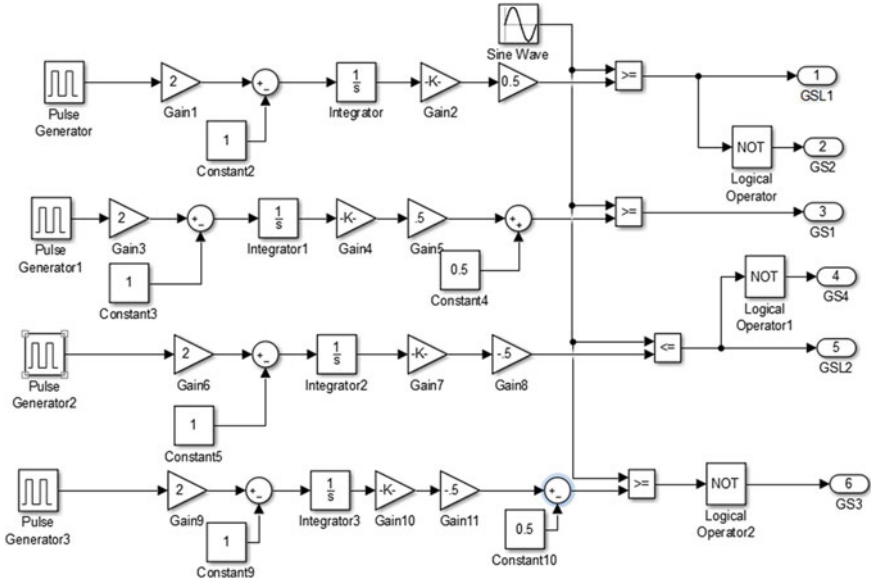 Sine Wave
Pulse
Generator
2
Gain1
+
-
1
Constant2
1
s
Integrator
-K-
Gain2
0.5
>=
1
GSL1
NOT
Logical
Operator
2
GS2
Pulse
Generator1
2
Gain3
+
-
1
Constant3
1
s
Integrator1
-K-
Gain4
.5
Gain5
+
+
0.5
Constant4
>=
3
GS1
NOT
Logical
Operator1
4
GS4
Pulse
Generator2
2
Gain6
+
-
1
Constant5
1
s
Integrator2
-K-
Gain7
-.5
Gain8
<=
5
GSL2
Pulse
Generator3
2
Gain9
+
-
1
Constant9
1
s
Integrator3
-K-
Gain10
-.5
Gain11
+
-
0.5
Constant10
>=
NOT
Logical
Operator2
6
GS3